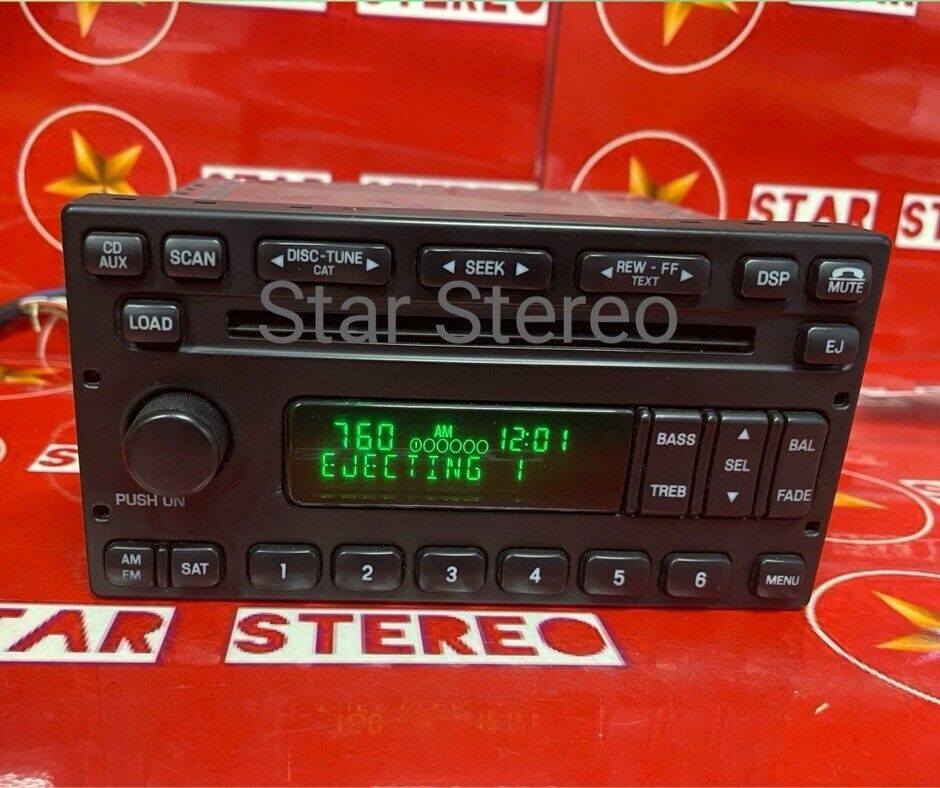 STEREO
STAR
STAR
STAR
CD AUX
SCAN
DISC-TUNE
CAT
SEEK
REW - FF
TEXT
DSP
MUTE
Star Stereo
LOAD
EJ
760 AM 12:01
EJECTING 1
BASS
TREB
SEL
BAL
FADE
PUSH ON
AM FM
SAT
1
2
3
4
5
6
MENU
STAR STEREO